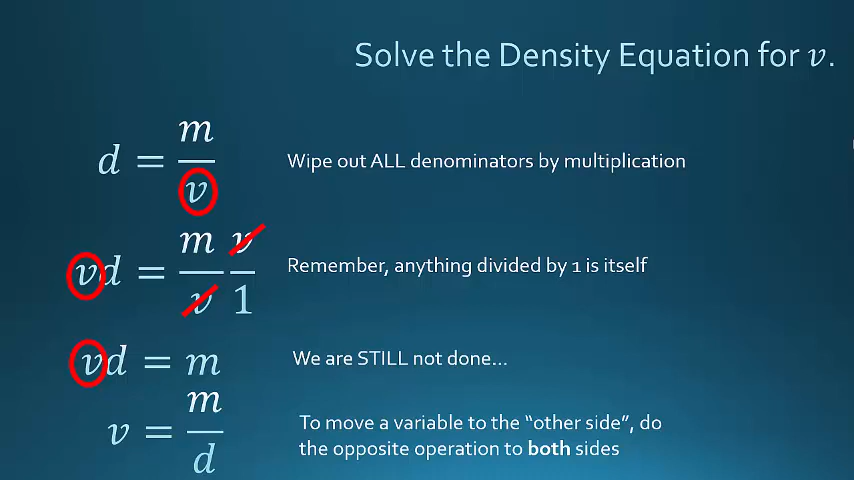 Solve the Density Equation for v.
d = m/v
Wipe out ALL denominators by multiplication
vd = m/v v/1
Remember, anything divided by 1 is itself
vd = m
We are STILL not done...
v = m/d
To move a variable to the “other side”, do
the opposite operation to both sides